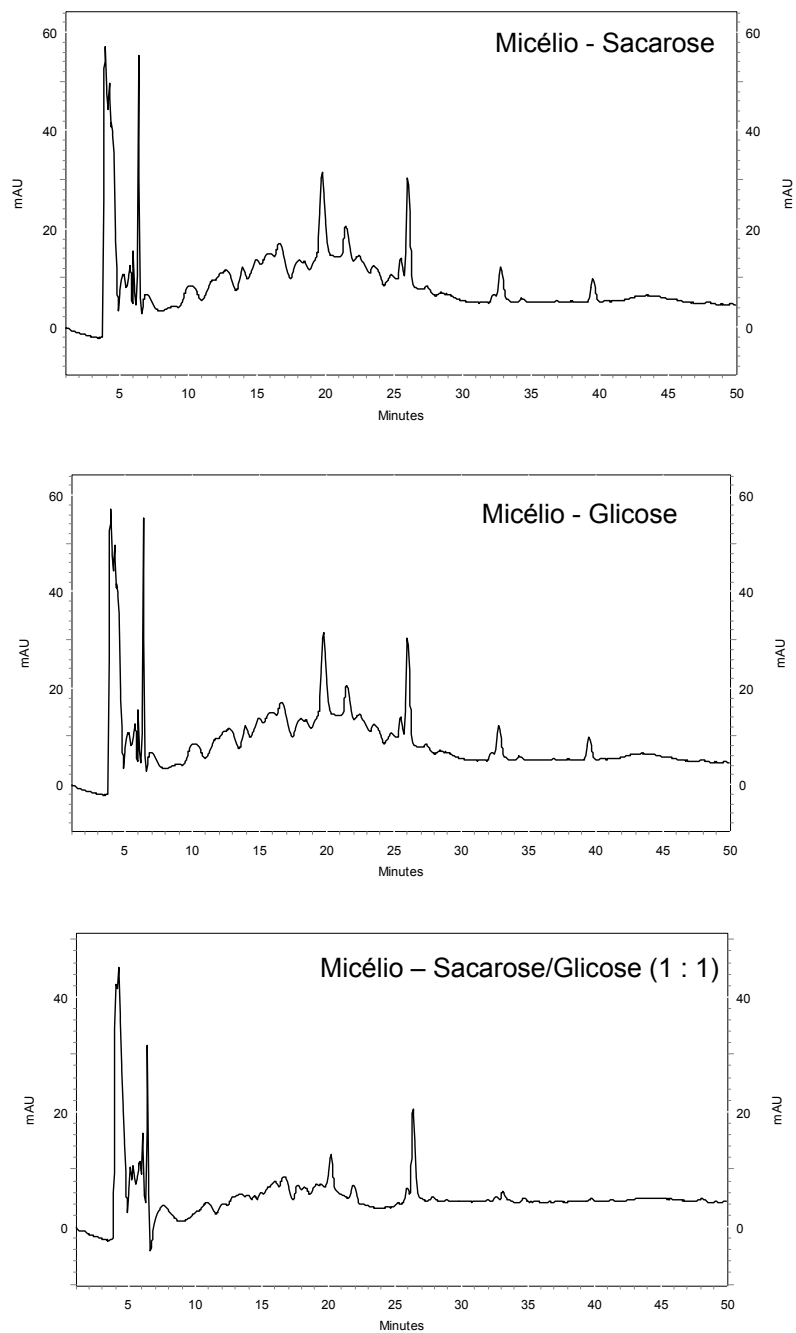 Micélio - Sacarose
60 60
40 40
mAU mAU
20 20
0 0
5 10 15 20 25 30 35 40 45 50
Minutes
Micélio - Glicose
60 60
40 40
mAU mAU
20 20
0 0
5 10 15 20 25 30 35 40 45 50
Minutes
Micélio – Sacarose/Glicose (1 : 1)
40 40
mAU mAU
20 20
0 0
5 10 15 20 25 30 35 40 45 50
Minutes